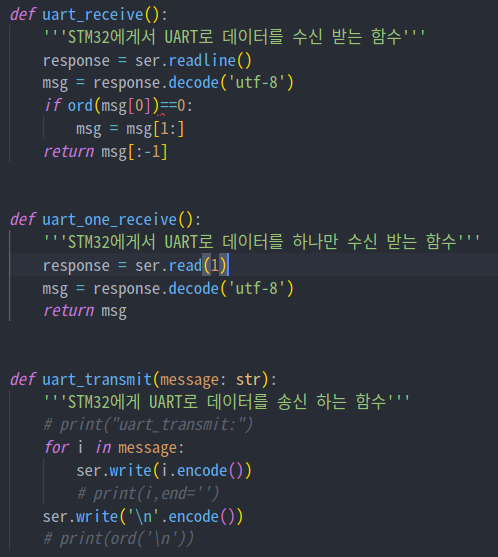 def uart_receive():
    '''STM32에게서 UART로 데이터를 수신 받는 함수'''
    response = ser.readline()
    msg = response.decode('utf-8')
    if ord(msg[0])==0:
        msg = msg[1:]
    return msg[:-1]
def uart_one_receive():
    '''STM32에게서 UART로 데이터를 하나만 수신 받는 함수'''
    response = ser.read(1)
    msg = response.decode('utf-8')
    return msg
def uart_transmit(message: str):
    '''STM32에게 UART로 데이터를 송신 하는 함수'''
    # print("uart_transmit:")
    for i in message:
        ser.write(i.encode())
        # print(i,end='')
    ser.write('\n'.encode())
    # print(ord('\n'))